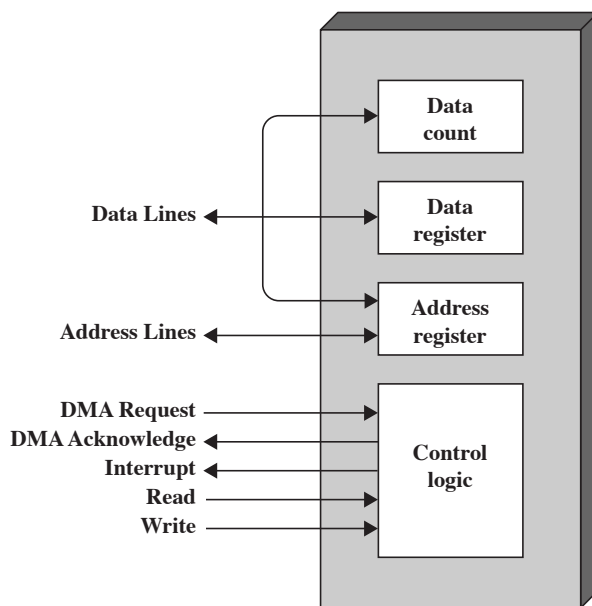 Data
count
Data Lines
Data
register
Address
register
Address Lines
DMA Request
DMA Acknowledge
Interrupt
Read
Write
Control
logic